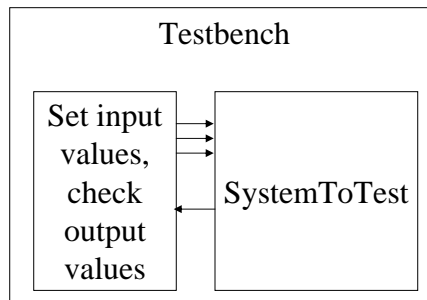 Testbench
Set input
values,
check
output
values
SystemToTest